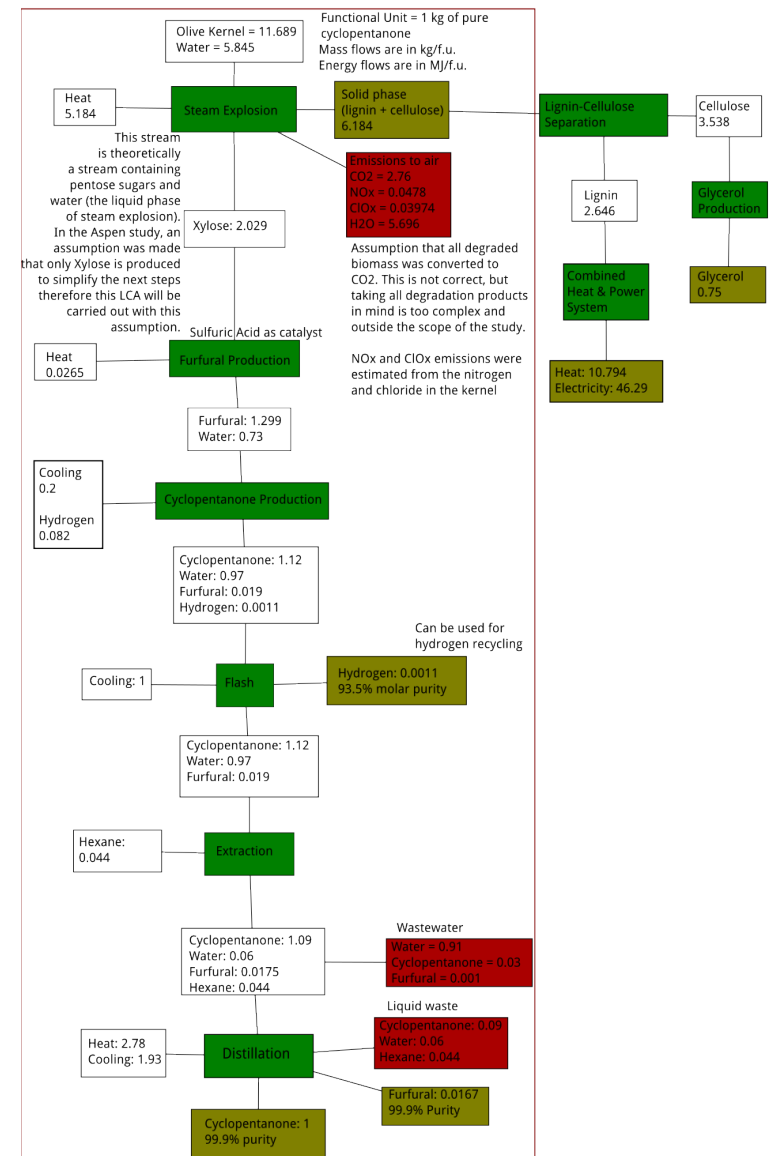 Olive Kernel = 11.689
Water = 5.845
Functional Unit = 1 kg of pure
cyclopentanone
Mass flows are in kg/f.u.
Energy flows are in MJ/f.u.
Heat
5.184
Steam Explosion
Solid phase
(lignin + cellulose)
6.184
Lignin-Cellulose
Separation
Cellulose
3.538
This stream
is theoretically
a stream containing
pentose sugars and
water (the liquid phase
of steam explosion).
In the Aspen study, an
assumption was made
that only Xylose is produced
to simplify the next steps
therefore this LCA will be
carried out with this
assumption.
Emissions to air
CO2 = 2.76
NOx = 0.0478
ClOx = 0.03974
H2O = 5.696
Lignin
2.646
Glycerol
Production
Xylose: 2.029
Assumption that all degraded
biomass was converted to
CO2. This is not correct, but
taking all degradation products
in mind is too complex and
outside the scope of the study.
NOx and ClOx emissions were
estimated from the nitrogen
and chloride in the kernel
Combined
Heat & Power
System
Glycerol
0.75
Sulfuric Acid as catalyst
Heat
0.0265
Furfural Production
Heat: 10.794
Electricity: 46.29
Furfural: 1.299
Water: 0.73
Cooling
0.2
Hydrogen
0.082
Cyclopentanone Production
Cyclopentanone: 1.12
Water: 0.97
Furfural: 0.019
Hydrogen: 0.0011
Can be used for
hydrogen recycling
Cooling: 1
Flash
Hydrogen: 0.0011
93.5% molar purity
Cyclopentanone: 1.12
Water: 0.97
Furfural: 0.019
Hexane:
0.044
Extraction
Cyclopentanone: 1.09
Water: 0.06
Furfural: 0.0175
Hexane: 0.044
Wastewater
Water = 0.91
Cyclopentanone = 0.03
Furfural = 0.001
Liquid waste
Cyclopentanone: 0.09
Water: 0.06
Hexane: 0.044
Heat: 2.78
Cooling: 1.93
Distillation
Furfural: 0.0167
99.9% Purity
Cyclopentanone: 1
99.9% purity